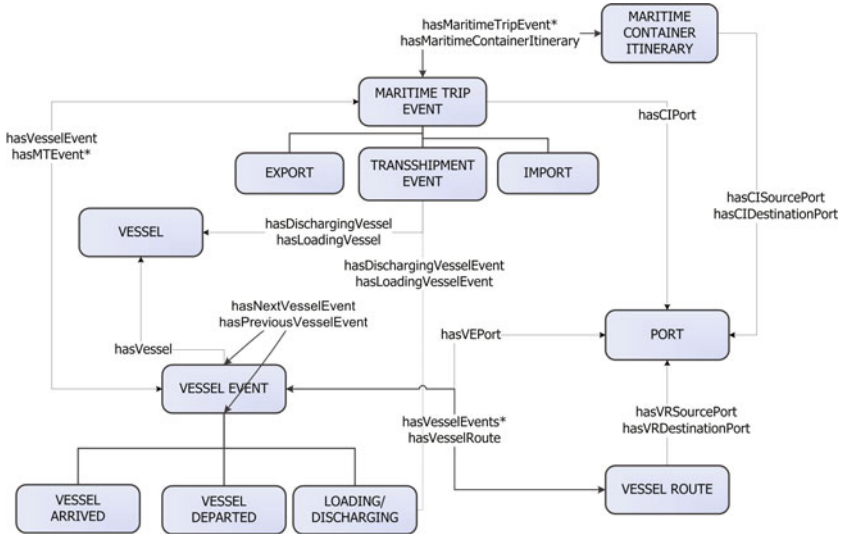 hasMaritimeTripEvent*
hasMaritimeContainerItinerary
MARITIME
CONTAINER
ITINERARY
MARITIME TRIP
EVENT
hasCIPort
hasVesselEvent
hasMTEvent*
EXPORT
TRANSSHIPMENT
EVENT
IMPORT
hasCISourcePort
hasCIDestinationPort
VESSEL
hasDischargingVessel
hasLoadingVessel
hasDischargingVesselEvent
hasLoadingVesselEvent
hasNextVesselEvent
hasPreviousVesselEvent
hasVessel
hasVEPort
PORT
VESSEL EVENT
hasVesselEvents*
hasVesselRoute
hasVRSourcePort
hasVRDestinationPort
VESSEL
ARRIVED
VESSEL
DEPARTED
LOADING/
DISCHARGING
VESSEL ROUTE